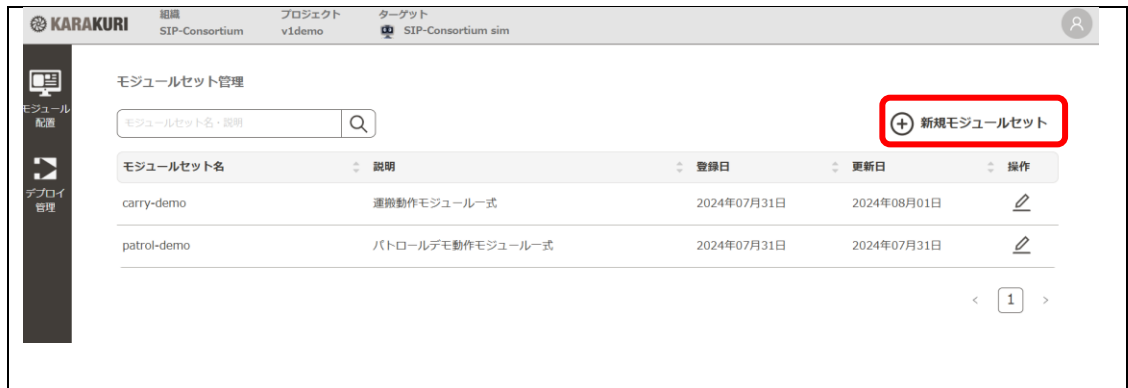 KARAKURI
組織
SIP-Consortium
プロジェクト
v1demo
ターゲット
SIP-Consortium sim
モジュール
配置
デプロイ
管理
モジュールセット管理
モジュールセット名・説明
新規モジュールセット
モジュールセット名 説明 登録日 更新日 操作
carry-demo 運搬動作モジュール一式 2024年07月31日 2024年08月01日
patrol-demo パトロールデモ動作モジュール一式 2024年07月31日 2024年07月31日
< 1 >